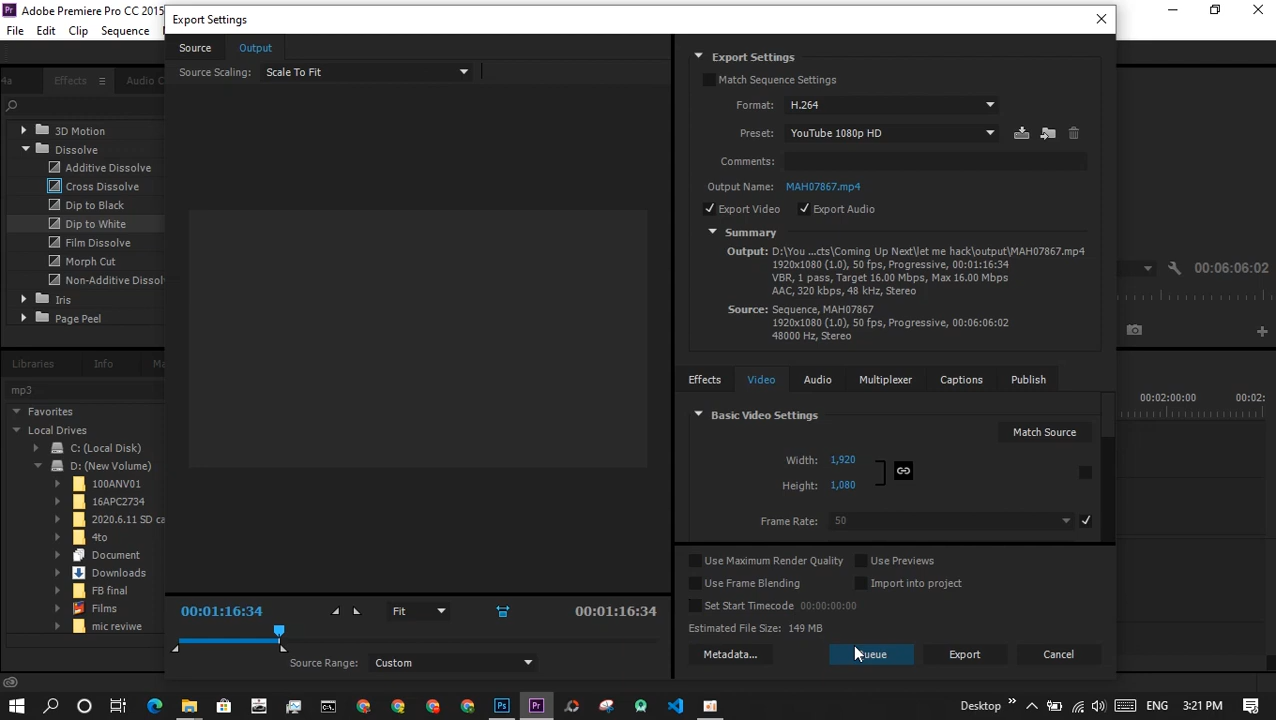 Adobe Premiere Pro CC 2015
File Edit Clip Sequence
Export Settings
Source Output
Source Scaling: Scale To Fit
4a Effects Audio C
3D Motion
Dissolve
Additive Dissolve
Cross Dissolve
Dip to Black
Dip to White
Film Dissolve
Morph Cut
Non-Additive Dissol
Iris
Page Peel
Libraries Info Ma
mp3
Favorites
Local Drives
C: (Local Disk)
D: (New Volume)
100ANV01
16APC2734
2020.6.11 SD ca
4to
Document
Downloads
FB final
Films
mic reviwe
00:01:16:34 Fit 00:01:16:34
Source Range: Custom
Export Settings
Match Sequence Settings
Format: H.264
Preset: YouTube 1080p HD
Comments:
Output Name: MAH07867.mp4
Export Video Export Audio
Summary
Output: D:\You ...cts\Coming Up Next\let me hack\output\MAH07867.mp4
1920x1080 (1.0), 50 fps, Progressive, 00:01:16:34
VBR, 1 pass, Target 16.00 Mbps, Max 16.00 Mbps
AAC, 320 kbps, 48 kHz, Stereo
Source: Sequence, MAH07867
1920x1080 (1.0), 50 fps, Progressive, 00:06:06:02
48000 Hz, Stereo
Effects Video Audio Multiplexer Captions Publish
Basic Video Settings
Match Source
Width: 1,920
Height: 1,080
Frame Rate: 50
Use Maximum Render Quality Use Previews
Use Frame Blending Import into project
Set Start Timecode 00:00:00:00
Estimated File Size: 149 MB
Metadata... Queue Export Cancel
00:06:06:02
00:02:00:00 00:02:
Desktop ENG 3:21 PM